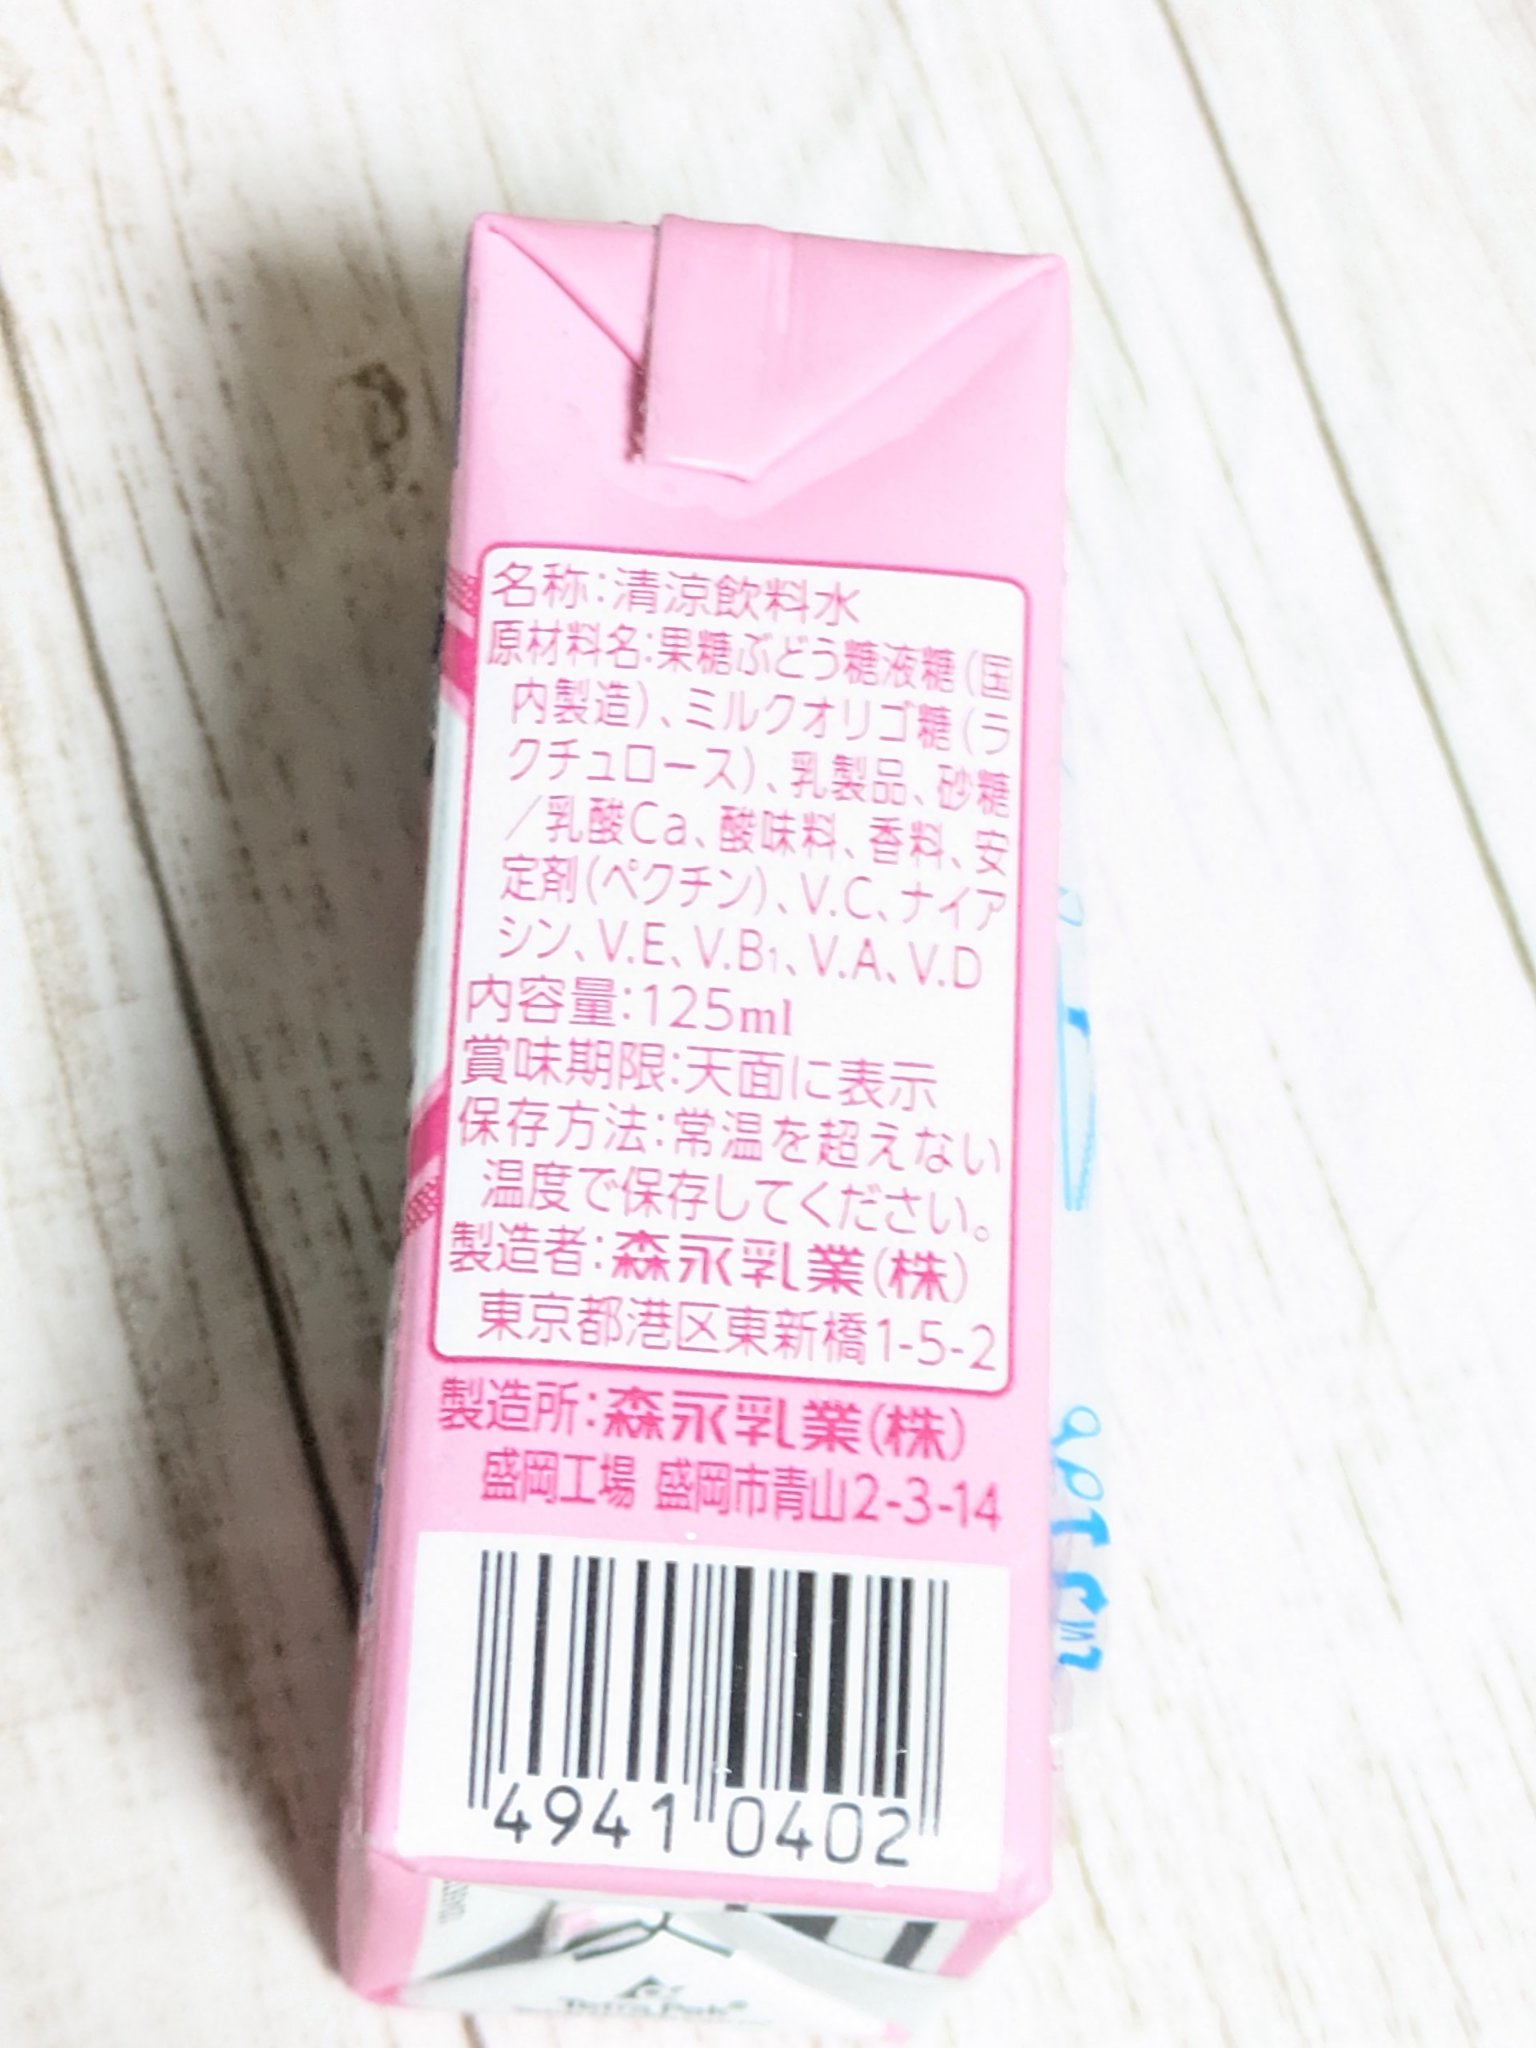 名称：清涼飲料水
原材料名：果糖ぶどう糖液糖（国
内製造）、ミルクオリゴ糖（ラ
クチュロース）、乳製品、砂糖
／乳酸Ca、酸味料、香料、安
定剤（ペクチン）、V.C、ナイア
シン、V.E、V.B₁、V.A、V.D
内容量：125ml
賞味期限：天面に表示
保存方法：常温を超えない
温度で保存してください。
製造者：森永乳業（株）
東京都港区東新橋1-5-2
製造所：森永乳業（株）
盛岡工場 盛岡市青山2-3-14
4941 0402
Tetra Pak®